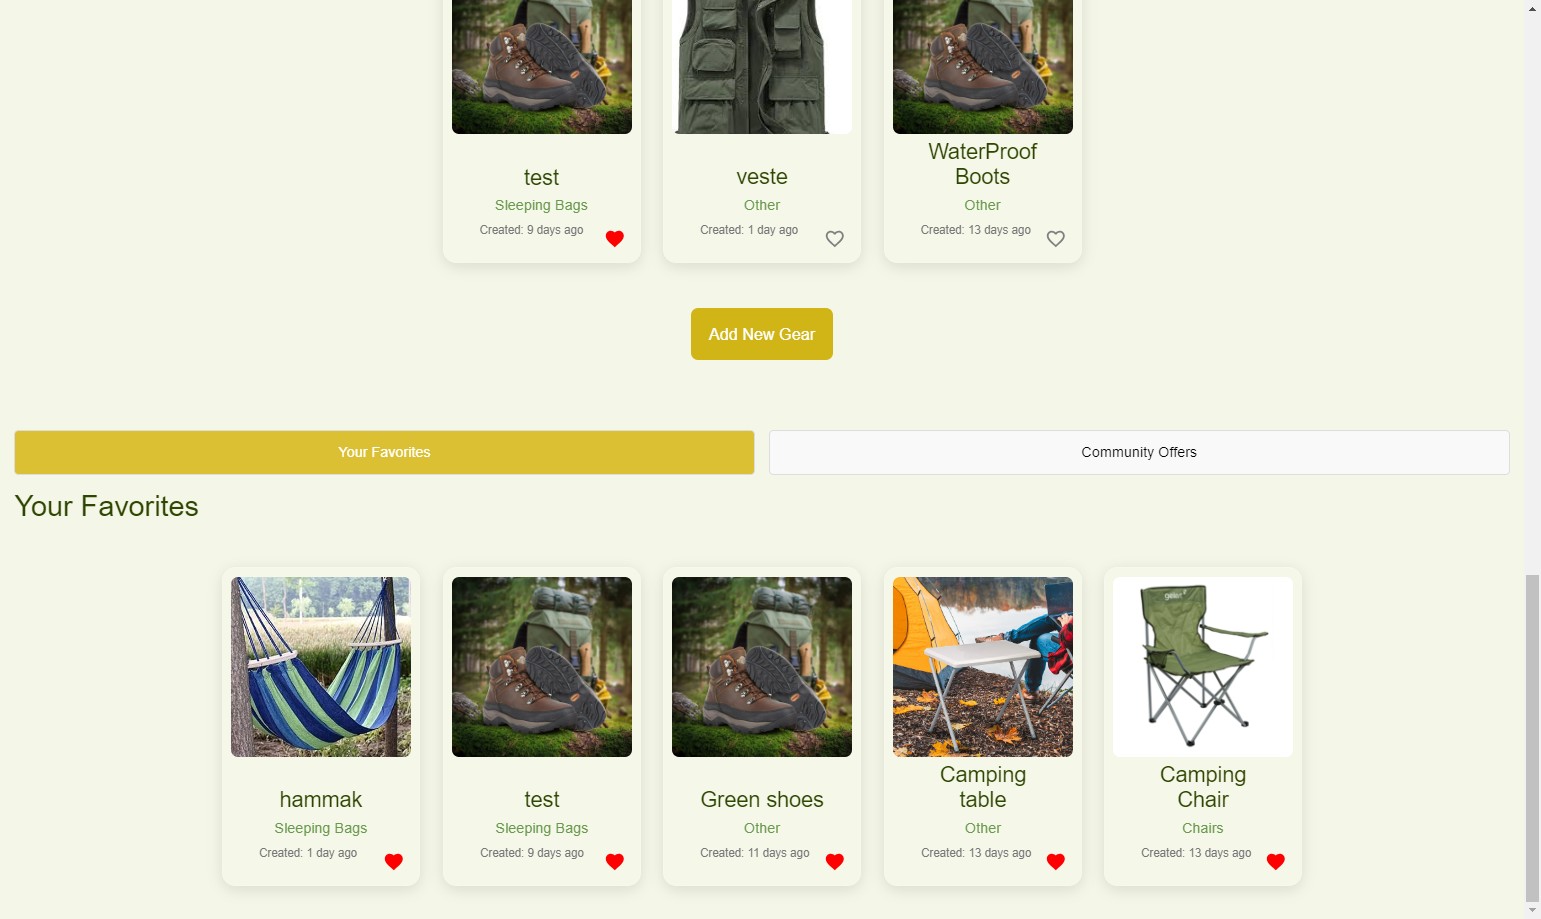 test
Sleeping Bags
Created: 9 days ago
veste
Other
Created: 1 day ago
WaterProof
Boots
Other
Created: 13 days ago
Add New Gear
Your Favorites
Community Offers
Your Favorites
hammak
Sleeping Bags
Created: 1 day ago
test
Sleeping Bags
Created: 9 days ago
Green shoes
Other
Created: 11 days ago
Camping
table
Other
Created: 13 days ago
Camping
Chair
Chairs
Created: 13 days ago